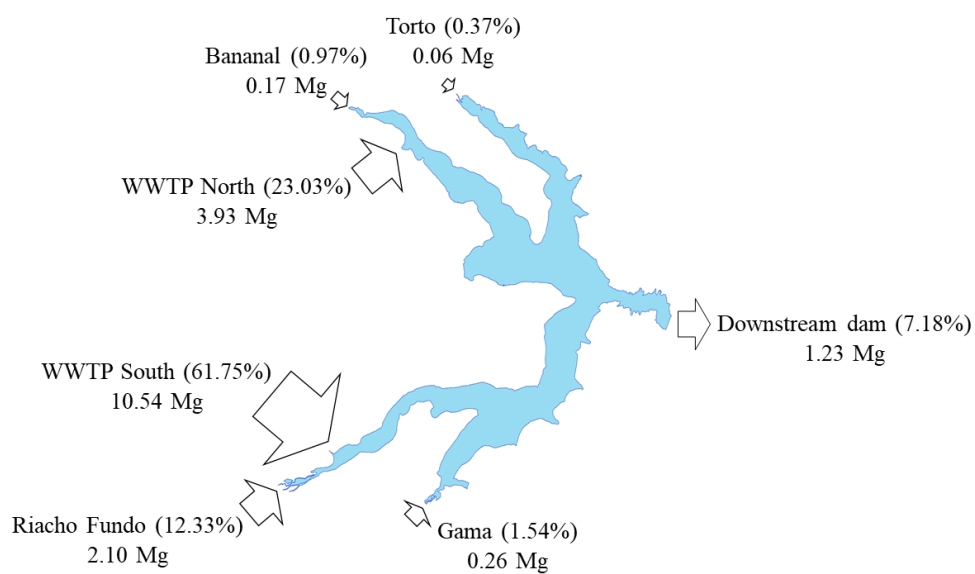 Torto (0.37%)
0.06 Mg
Bananal (0.97%)
0.17 Mg
WWTP North (23.03%)
3.93 Mg
Downstream dam (7.18%)
1.23 Mg
WWTP South (61.75%)
10.54 Mg
Riacho Fundo (12.33%)
2.10 Mg
Gama (1.54%)
0.26 Mg